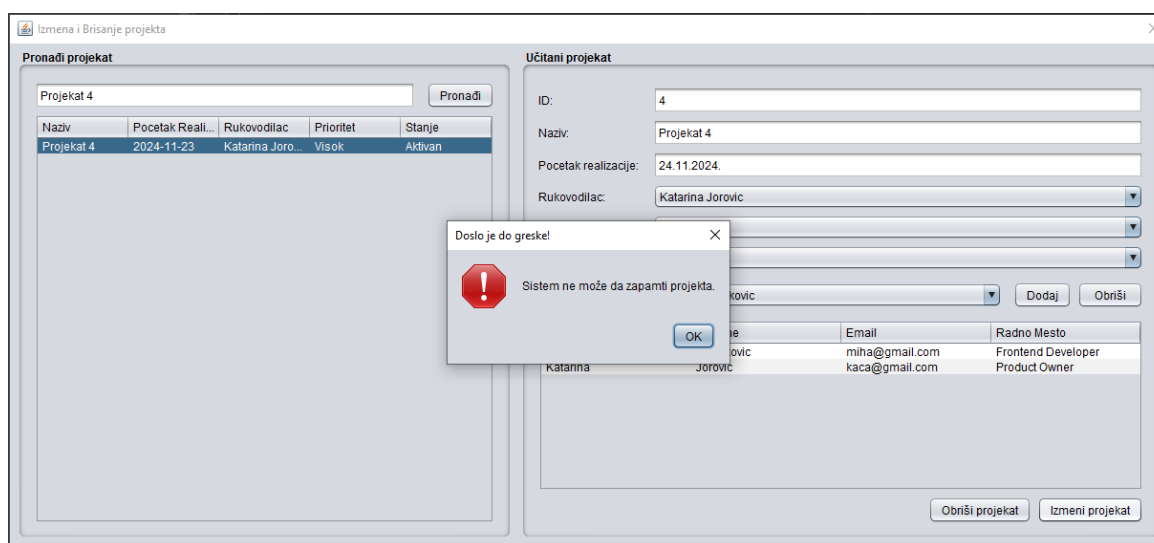 Izmena i Brisanje projekta
Pronađi projekat
Projekat 4
Pronađi
Naziv Pocetak Reali... Rukovodilac Prioritet Stanje
Projekat 4 2024-11-23 Katarina Joro... Visok Aktivan
Učitani projekat
ID: 4
Naziv: Projekat 4
Pocetak realizacije: 24.11.2024.
Rukovodilac: Katarina Jorovic
Doslo je do greske!
Sistem ne može da zapamti projekta.
OK
kovic Dodaj Obriši
ne Email Radno Mesto
ovic miha@gmail.com Frontend Developer
Katarina Jorovic kaca@gmail.com Product Owner
Obriši projekat Izmeni projekat